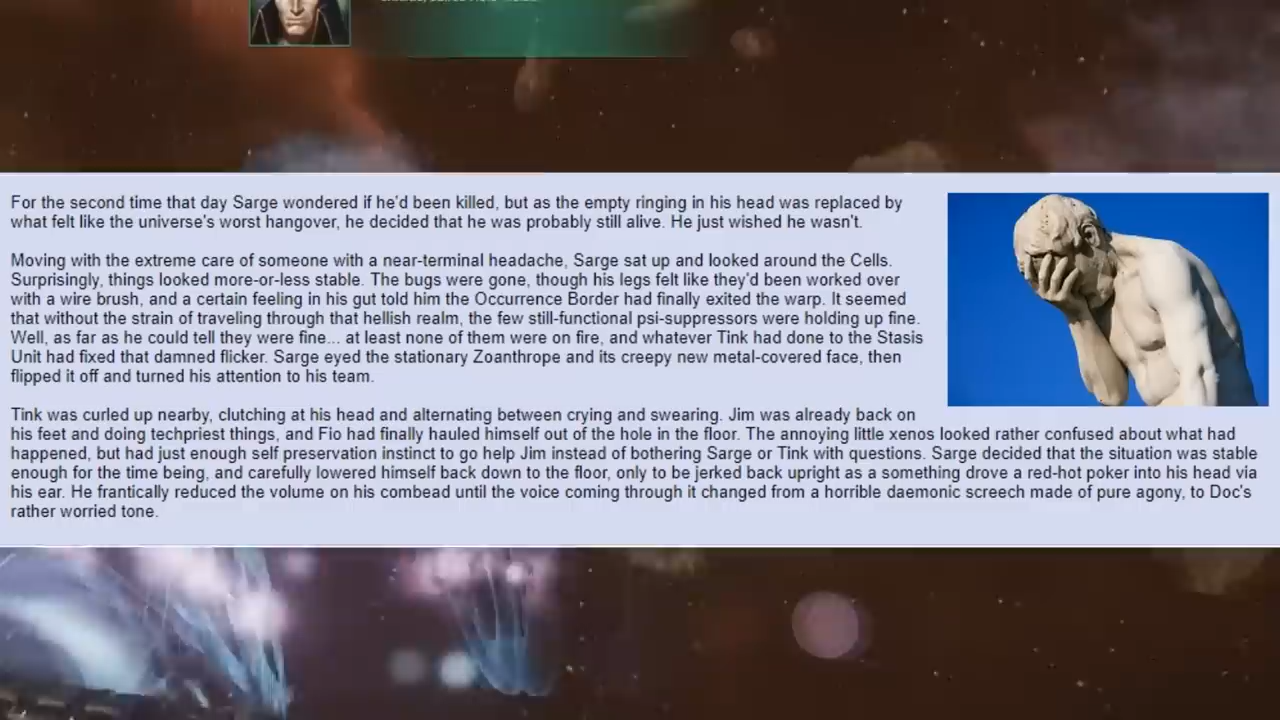 For the second time that day Sarge wondered if he'd been killed, but as the empty ringing in his head was replaced by
what felt like the universe's worst hangover, he decided that he was probably still alive. He just wished he wasn't.
Moving with the extreme care of someone with a near-terminal headache, Sarge sat up and looked around the Cells.
Surprisingly, things looked more-or-less stable. The bugs were gone, though his legs felt like they'd been worked over
with a wire brush, and a certain feeling in his gut told him the Occurrence Border had finally exited the warp. It seemed
that without the strain of traveling through that hellish realm, the few still-functional psi-suppressors were holding up fine.
Well, as far as he could tell they were fine... at least none of them were on fire, and whatever Tink had done to the Stasis
Unit had fixed that damned flicker. Sarge eyed the stationary Zoanthrope and its creepy new metal-covered face, then
flipped it off and turned his attention to his team.
Tink was curled up nearby, clutching at his head and alternating between crying and swearing. Jim was already back on
his feet and doing techpriest things, and Fio had finally hauled himself out of the hole in the floor. The annoying little xenos looked rather confused about what had
happened, but had just enough self preservation instinct to go help Jim instead of bothering Sarge or Tink with questions. Sarge decided that the situation was stable
enough for the time being, and carefully lowered himself back down to the floor, only to be jerked back upright as a something drove a red-hot poker into his head via
his ear. He frantically reduced the volume on his combead until the voice coming through it changed from a horrible daemonic screech made of pure agony, to Doc's
rather worried tone.